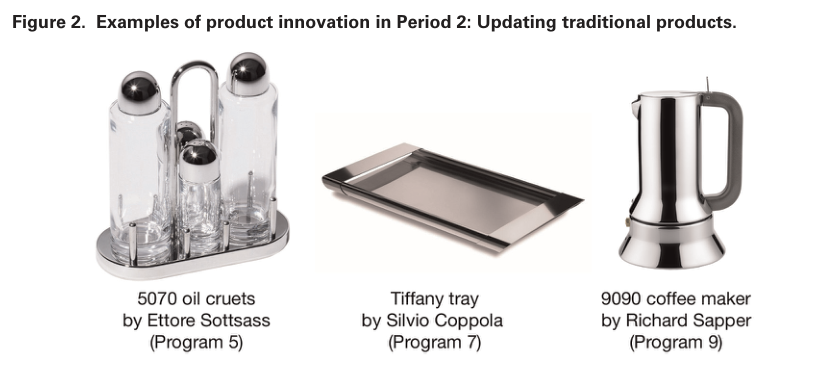 Figure 2. Examples of product innovation in Period 2: Updating traditional products.
5070 oil cruets
by Ettore Sottsass
(Program 5)
Tiffany tray
by Silvio Coppola
(Program 7)
9090 coffee maker
by Richard Sapper
(Program 9)